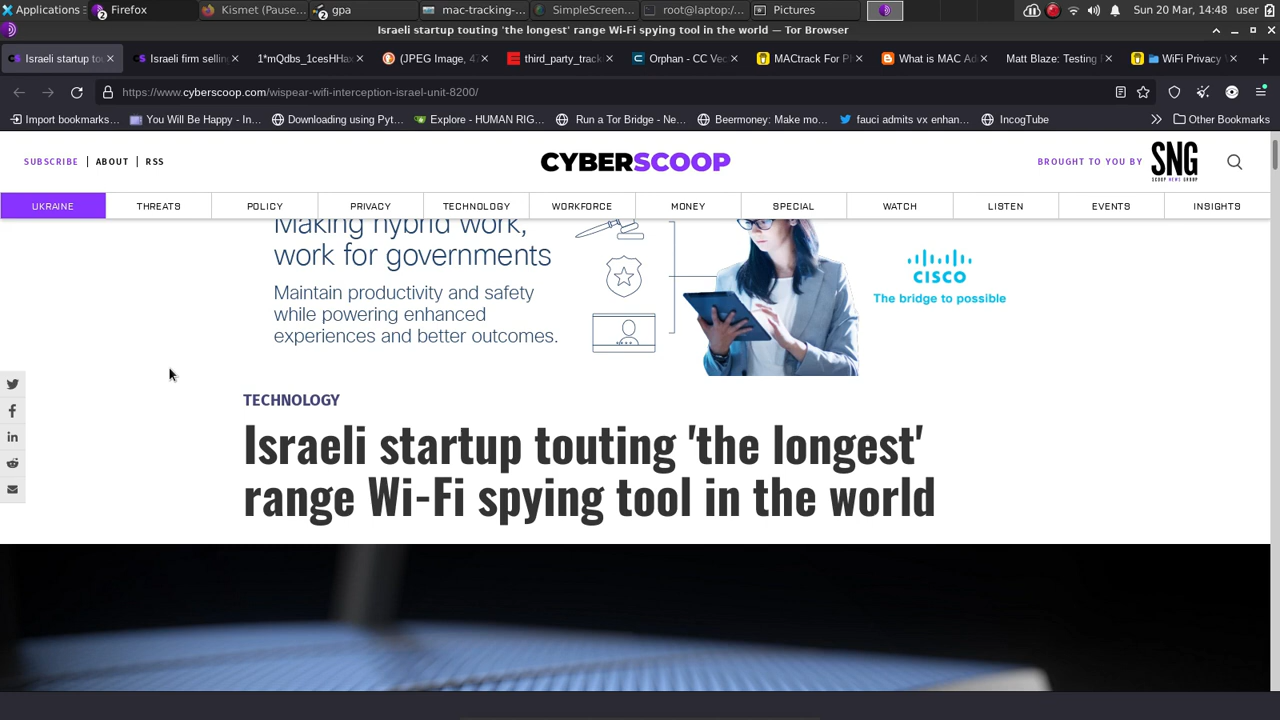 Applications
2
Firefox
Kismet (Pause...
2
gpa
mac-tracking-...
SimpleScreen...
root@laptop:/...
Pictures
Sun 20 Mar, 14:48
user
Israeli startup touting 'the longest' range Wi-Fi spying tool in the world — Tor Browser
Israeli startup to
Israeli firm selling
1*mQdbs_1cesHHa
(JPEG Image, 4
third_party_track
Orphan - CC Vec
MACtrack For P
What is MAC Ad
Matt Blaze: Testing
WiFi Privacy
https://www.cyberscoop.com/wispear-wifi-interception-israel-unit-8200/
Import bookmarks...
You Will Be Happy - In...
Downloading using Pyt...
Explore - HUMAN RIG...
Run a Tor Bridge - Ne...
Beermoney: Make mo...
fauci admits vx enhan...
IncogTube
Other Bookmarks
SUBSCRIBE | ABOUT | RSS
CYBERSCOOP
BROUGHT TO YOU BY
SNG
SCOOP NEWS GROUP
UKRAINE
THREATS
POLICY
PRIVACY
TECHNOLOGY
WORKFORCE
MONEY
SPECIAL
WATCH
LISTEN
EVENTS
INSIGHTS
Making hybrid work,
work for governments
Maintain productivity and safety
while powering enhanced
experiences and better outcomes.
CISCO
The bridge to possible
TECHNOLOGY
Israeli startup touting 'the longest'
range Wi-Fi spying tool in the world